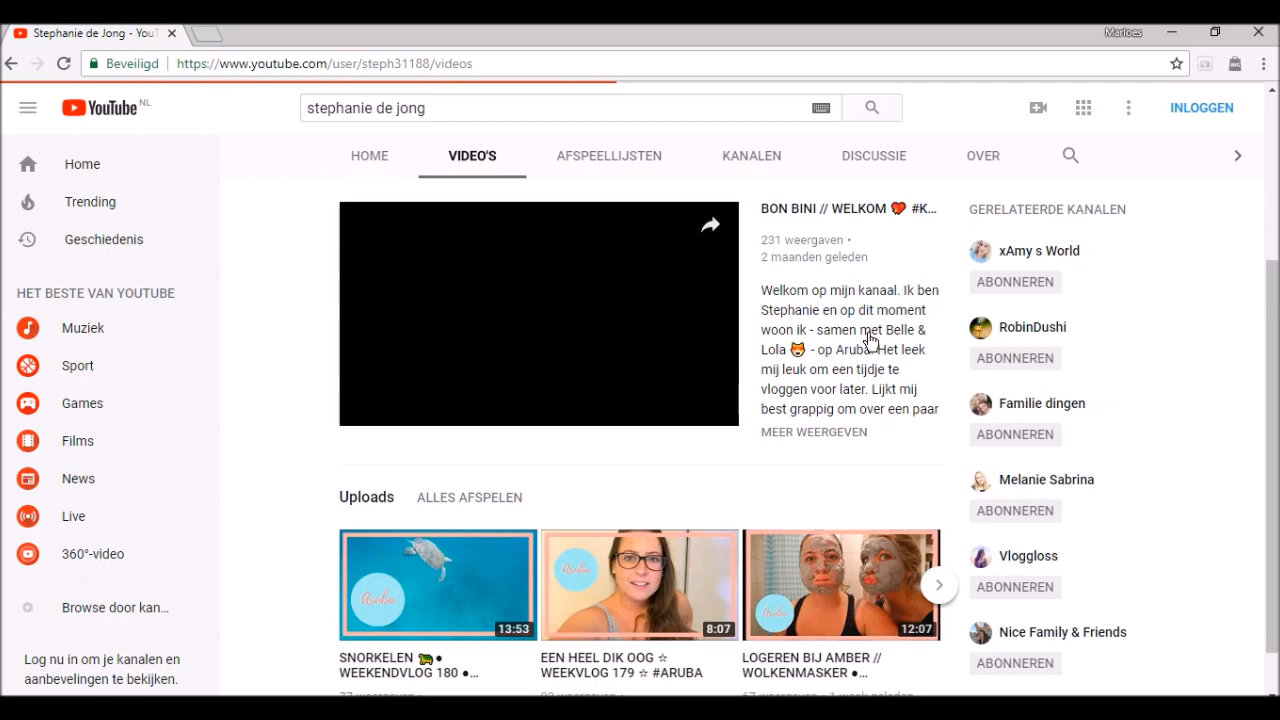 Stephanie de Jong - YouT
Marloes
Beveiligd
https://www.youtube.com/user/steph31188/videos
YouTube NL
stephanie de jong
INLOGGEN
HOME
VIDEO'S
AFSPEELLIJSTEN
KANALEN
DISCUSSIE
OVER
Home
Trending
Geschiedenis
HET BESTE VAN YOUTUBE
Muziek
Sport
Games
Films
News
Live
360°-video
Browse door kan...
Log nu in om je kanalen en
aanbevelingen te bekijken.
BON BINI // WELKOM ❤️ #K...
231 weergaven •
2 maanden geleden
Welkom op mijn kanaal. Ik ben
Stephanie en op dit moment
woon ik - samen met Belle &
Lola 😻 - op Aruba. Het leek
mij leuk om een tijdje te
vloggen voor later. Lijkt mij
best grappig om over een paar
MEER WEERGEVEN
GERELATEERDE KANALEN
xAmy s World
ABONNEREN
RobinDushi
ABONNEREN
Familie dingen
ABONNEREN
Melanie Sabrina
ABONNEREN
Vloggloss
ABONNEREN
Nice Family & Friends
ABONNEREN
Uploads
ALLES AFSPELEN
Aruba
13:53
Aruba
8:07
Aruba
12:07
SNORKELEN 🐢 ●
WEEKENDVLOG 180 ●...
EEN HEEL DIK OOG ☆
WEEKVLOG 179 ☆ #ARUBA
LOGEREN BIJ AMBER //
WOLKENMASKER ●...